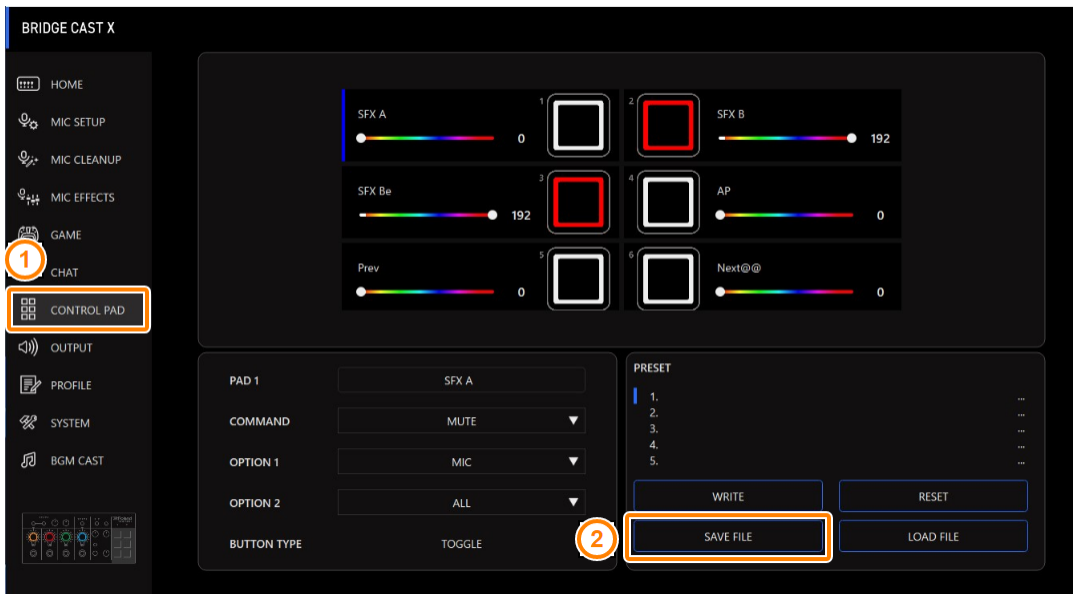 BRIDGE CAST X
HOME
MIC SETUP
MIC CLEANUP
MIC EFFECTS
GAME
1
CHAT
CONTROL PAD
OUTPUT
PROFILE
SYSTEM
BGM CAST
SFX A
0
1
2
SFX B
192
SFX Be
192
3
4
AP
0
Prev
0
5
6
Next@@
0
PAD 1 SFX A
COMMAND MUTE
OPTION 1 MIC
OPTION 2 ALL
BUTTON TYPE TOGGLE
PRESET
1. ...
2. ...
3. ...
4. ...
5. ...
WRITE RESET
2
SAVE FILE LOAD FILE